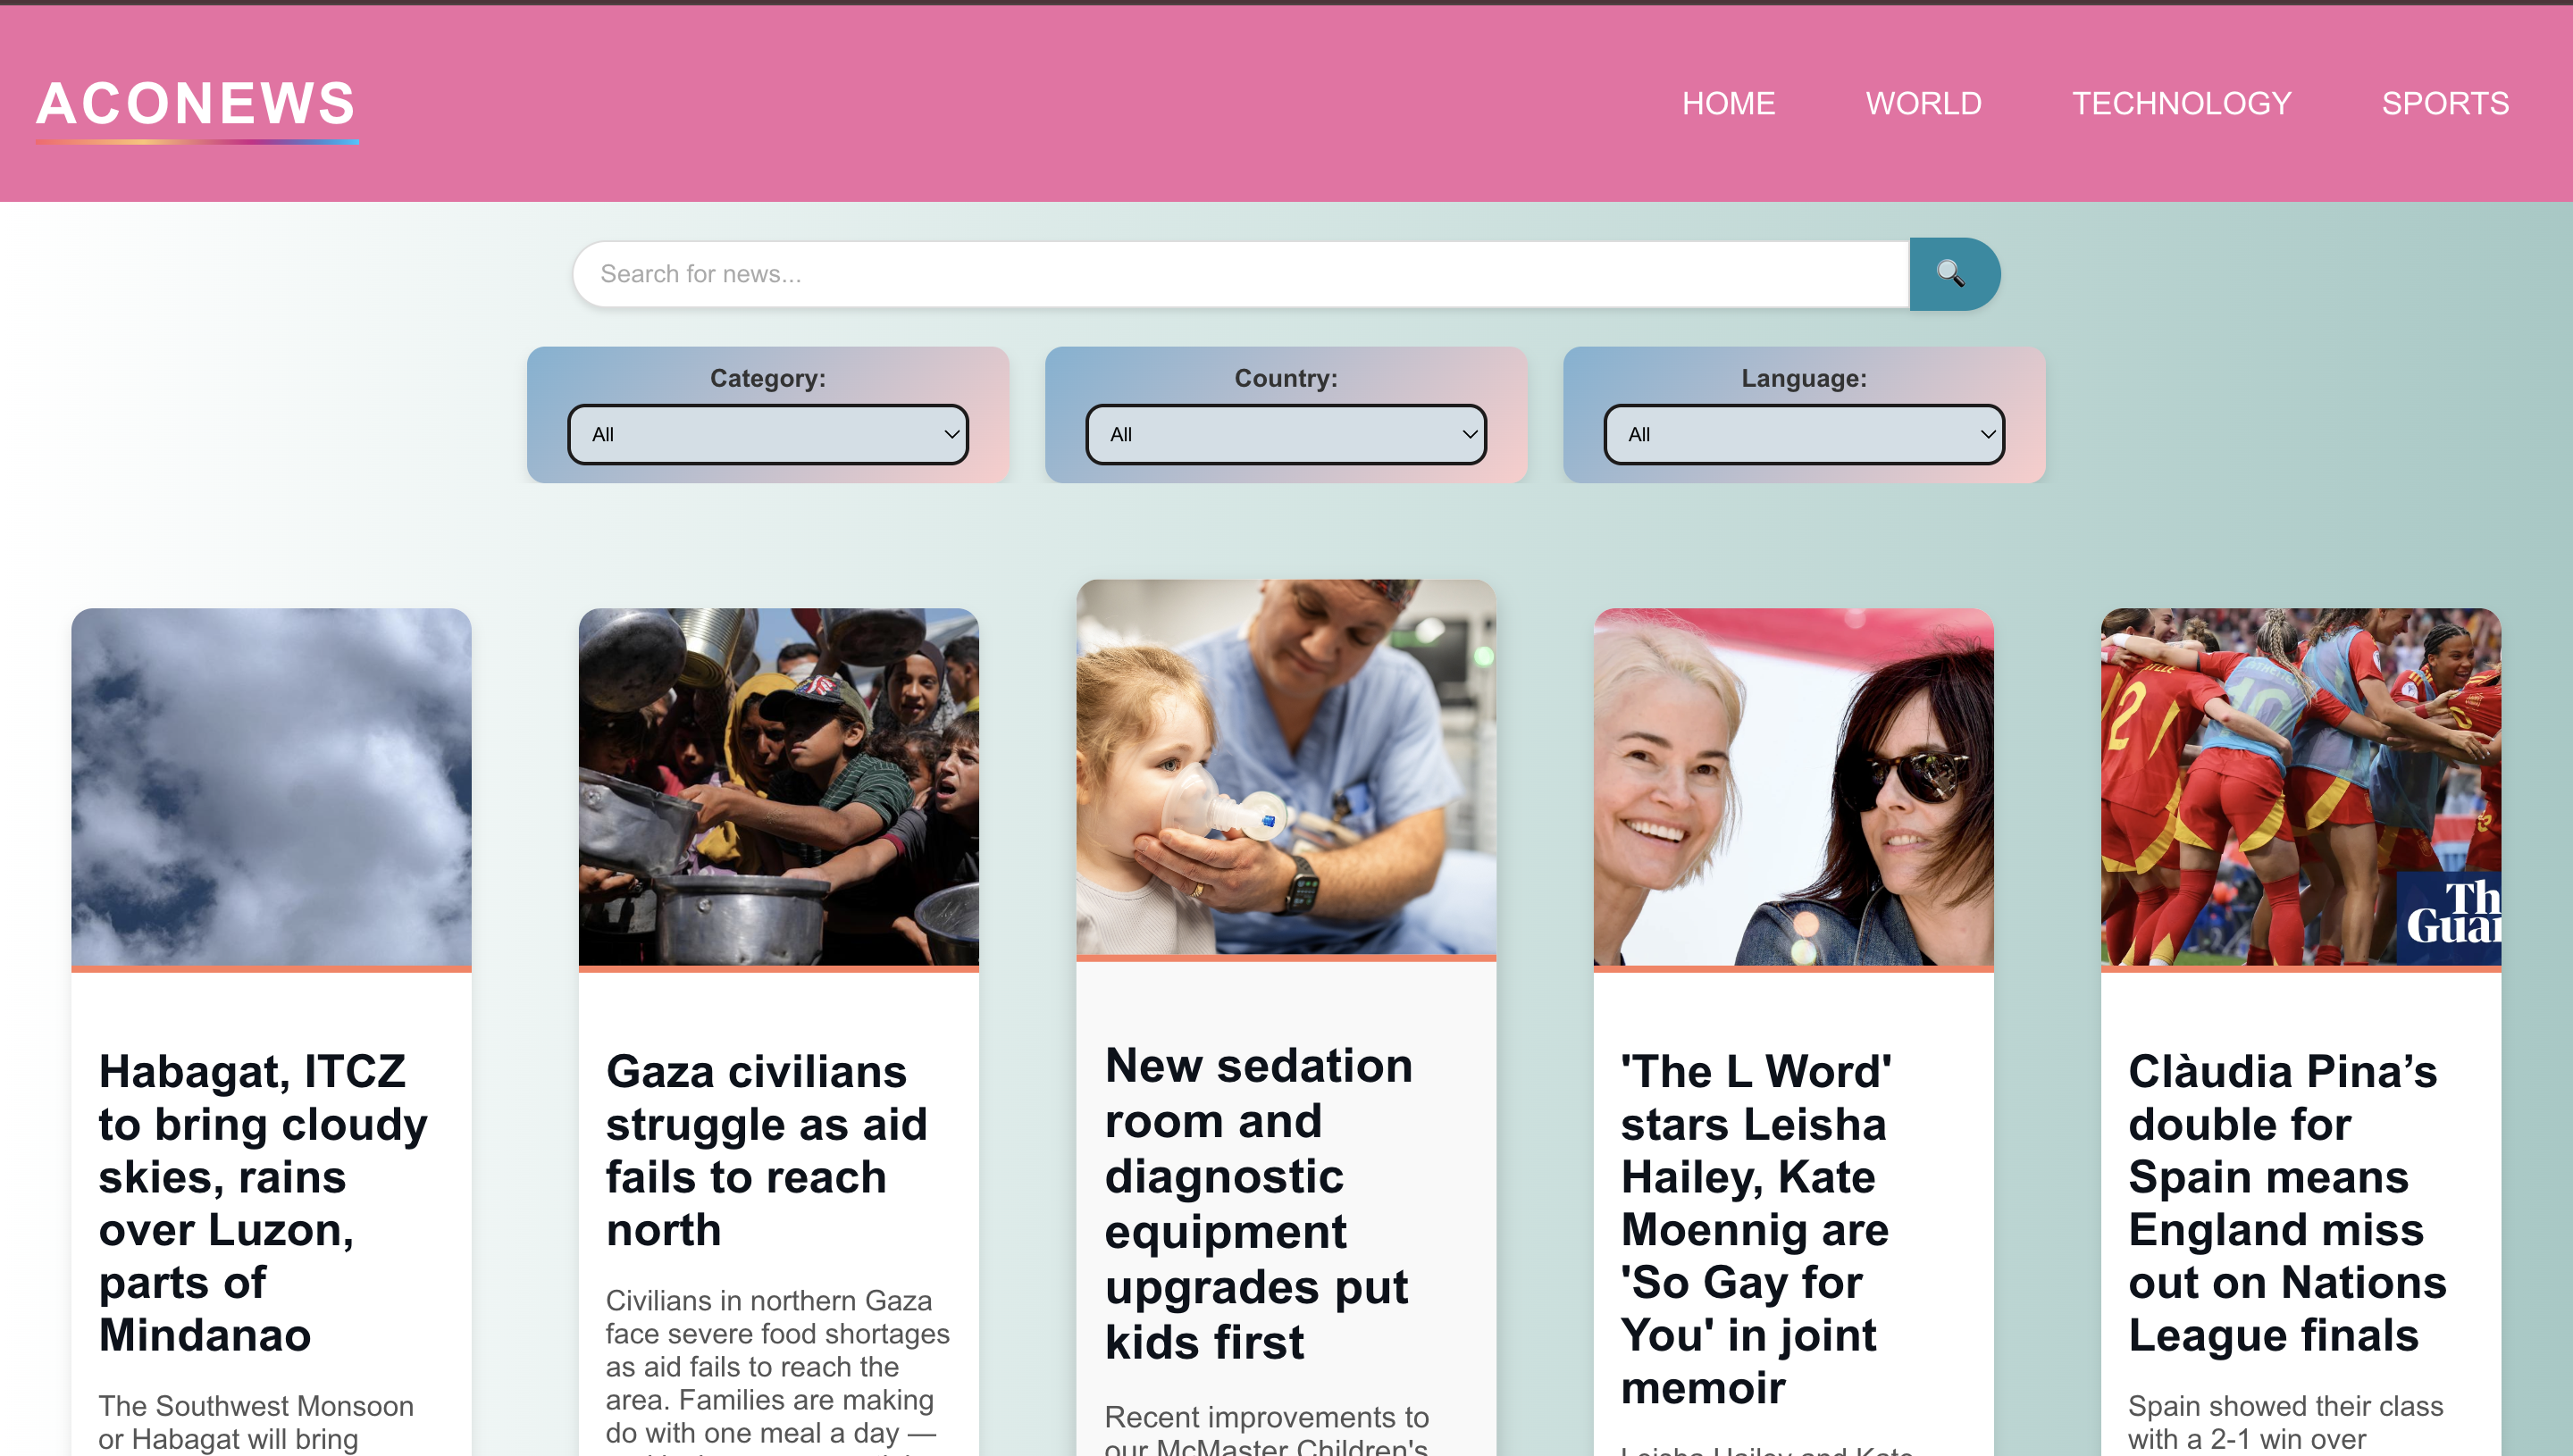 ACONEWS
HOME
WORLD
TECHNOLOGY
SPORTS
Search for news...
Category:
All
Country:
All
Language:
All
12
10
Th
Guar
Habagat, ITCZ
to bring cloudy
skies, rains
over Luzon,
parts of
Mindanao
The Southwest Monsoon
or Habagat will bring
Gaza civilians
struggle as aid
fails to reach
north
Civilians in northern Gaza
face severe food shortages
as aid fails to reach the
area. Families are making
do with one meal a day —
New sedation
room and
diagnostic
equipment
upgrades put
kids first
Recent improvements to
our McMaster Children's
'The L Word'
stars Leisha
Hailey, Kate
Moennig are
'So Gay for
You' in joint
memoir
Leisha Hailey and Kate
Clàudia Pina’s
double for
Spain means
England miss
out on Nations
League finals
Spain showed their class
with a 2-1 win over